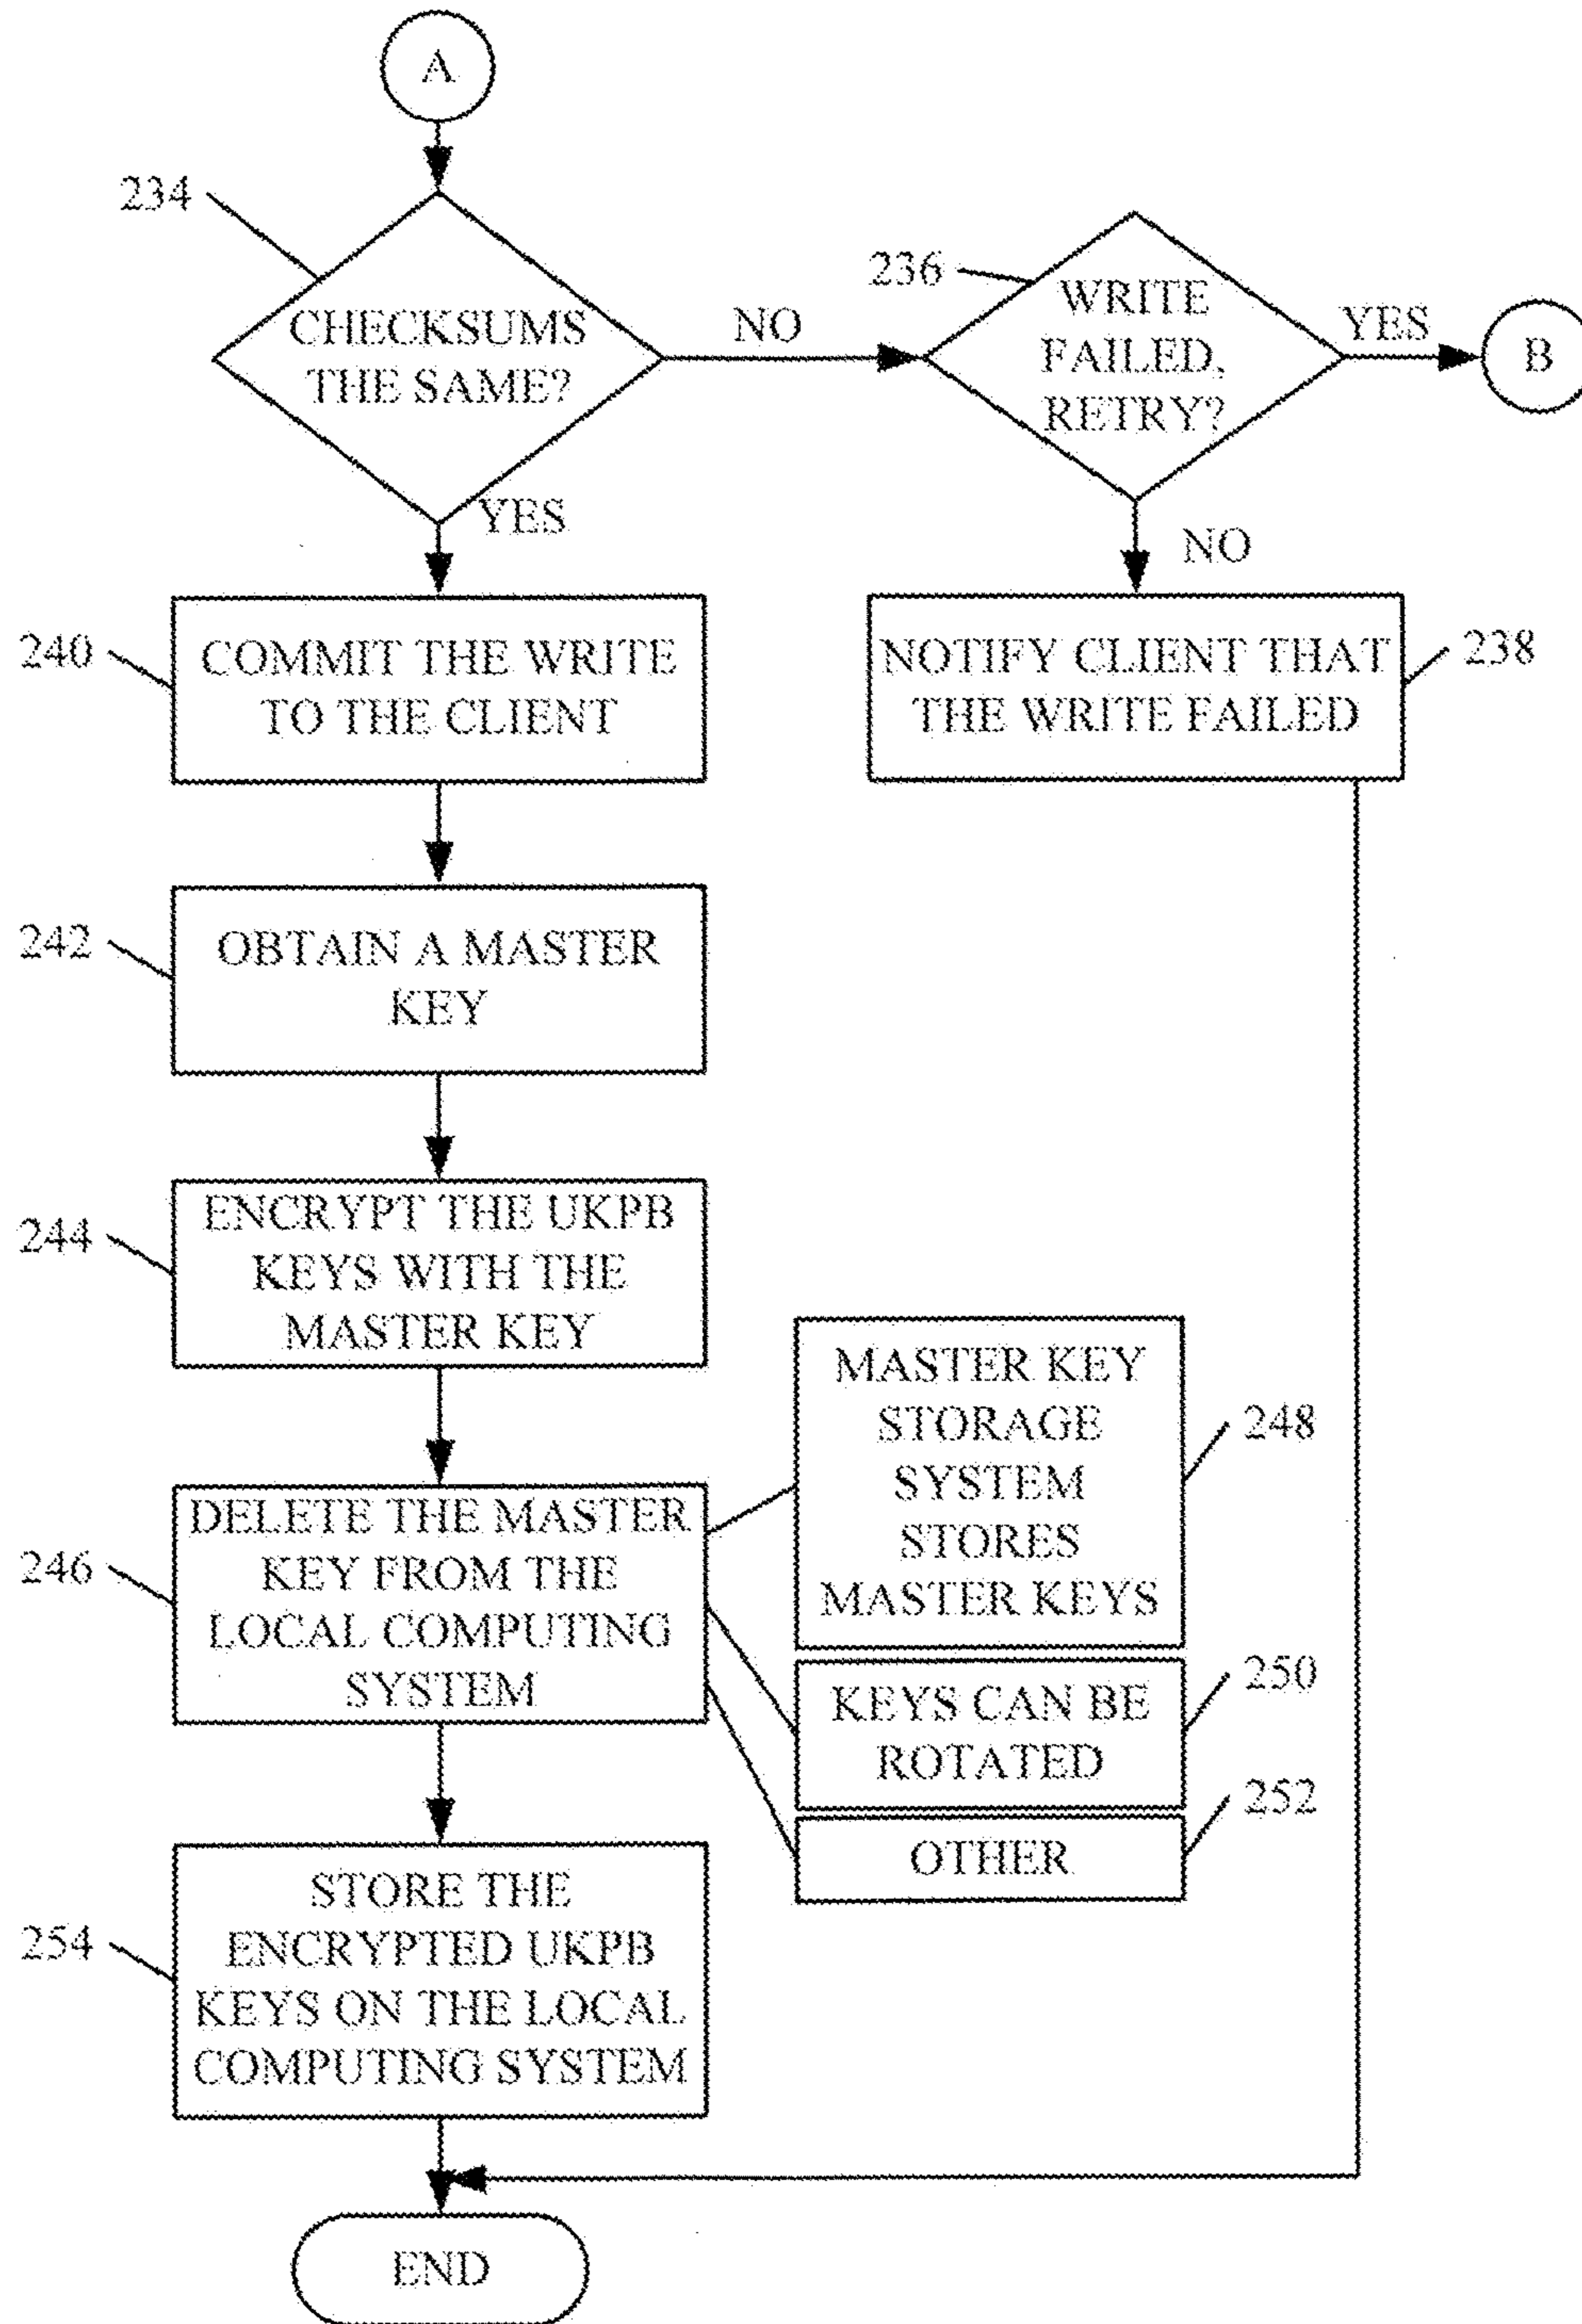 A
234
CHECKSUMS
THE SAME?
NO
236
WRITE
FAILED,
RETRY?
YES
B
YES
NO
240
COMMIT THE WRITE
TO THE CLIENT
NOTIFY CLIENT THAT
THE WRITE FAILED
238
242
OBTAIN A MASTER
KEY
244
ENCRYPT THE UKPB
KEYS WITH THE
MASTER KEY
246
DELETE THE MASTER
KEY FROM THE
LOCAL COMPUTING
SYSTEM
MASTER KEY
STORAGE
SYSTEM
STORES
MASTER KEYS
248
KEYS CAN BE
ROTATED
250
OTHER
252
254
STORE THE
ENCRYPTED UKPB
KEYS ON THE LOCAL
COMPUTING SYSTEM
END